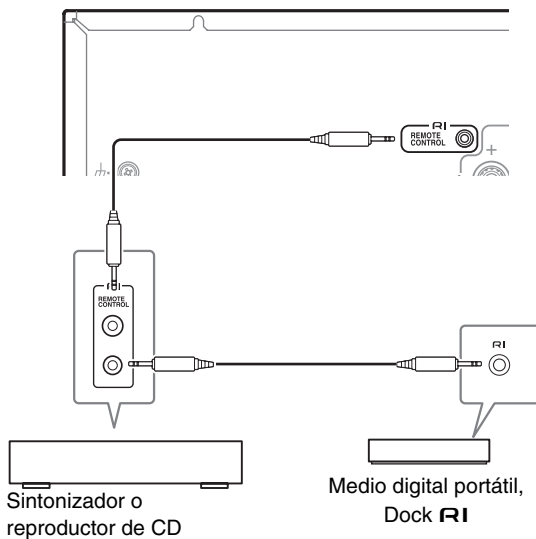 RI
REMOTE
CONTROL
+
RI
REMOTE
CONTROL
RI
Sintonizador o
reproductor de CD
Medio digital portátil,
Dock RI